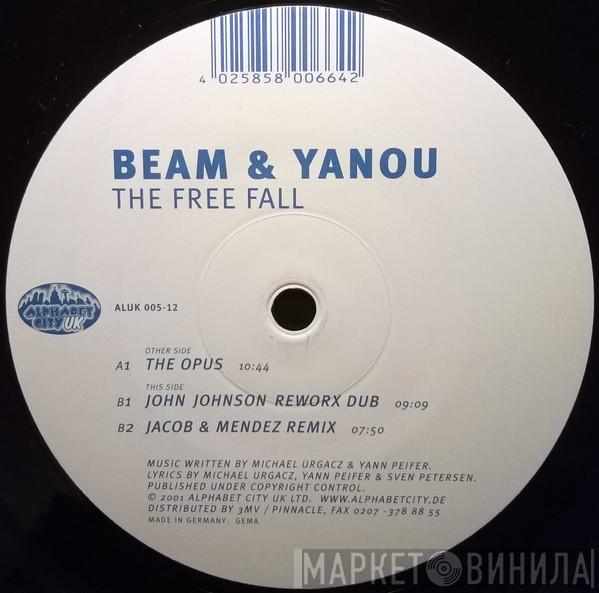 4 025858 006642
BEAM & YANOU
THE FREE FALL
ALPHABET
CITY UK
ALUK 005-12
OTHER SIDE
A1 THE OPUS 10:44
THIS SIDE
B1 JOHN JOHNSON REWORX DUB 09:09
B2 JACOB & MENDEZ REMIX 07:50
MUSIC WRITTEN BY MICHAEL URGACZ & YANN PEIFER.
LYRICS BY MICHAEL URGACZ, YANN PEIFER & SVEN PETERSEN.
PUBLISHED UNDER COPYRIGHT CONTROL.
© 2001 ALPHABET CITY UK LTD. WWW.ALPHABETCITY.DE
DISTRIBUTED BY 3MV / PINNACLE, FAX 0207 -378 88 55
MADE IN GERMANY. GEMA
МАРКЕТ ВИНИЛА